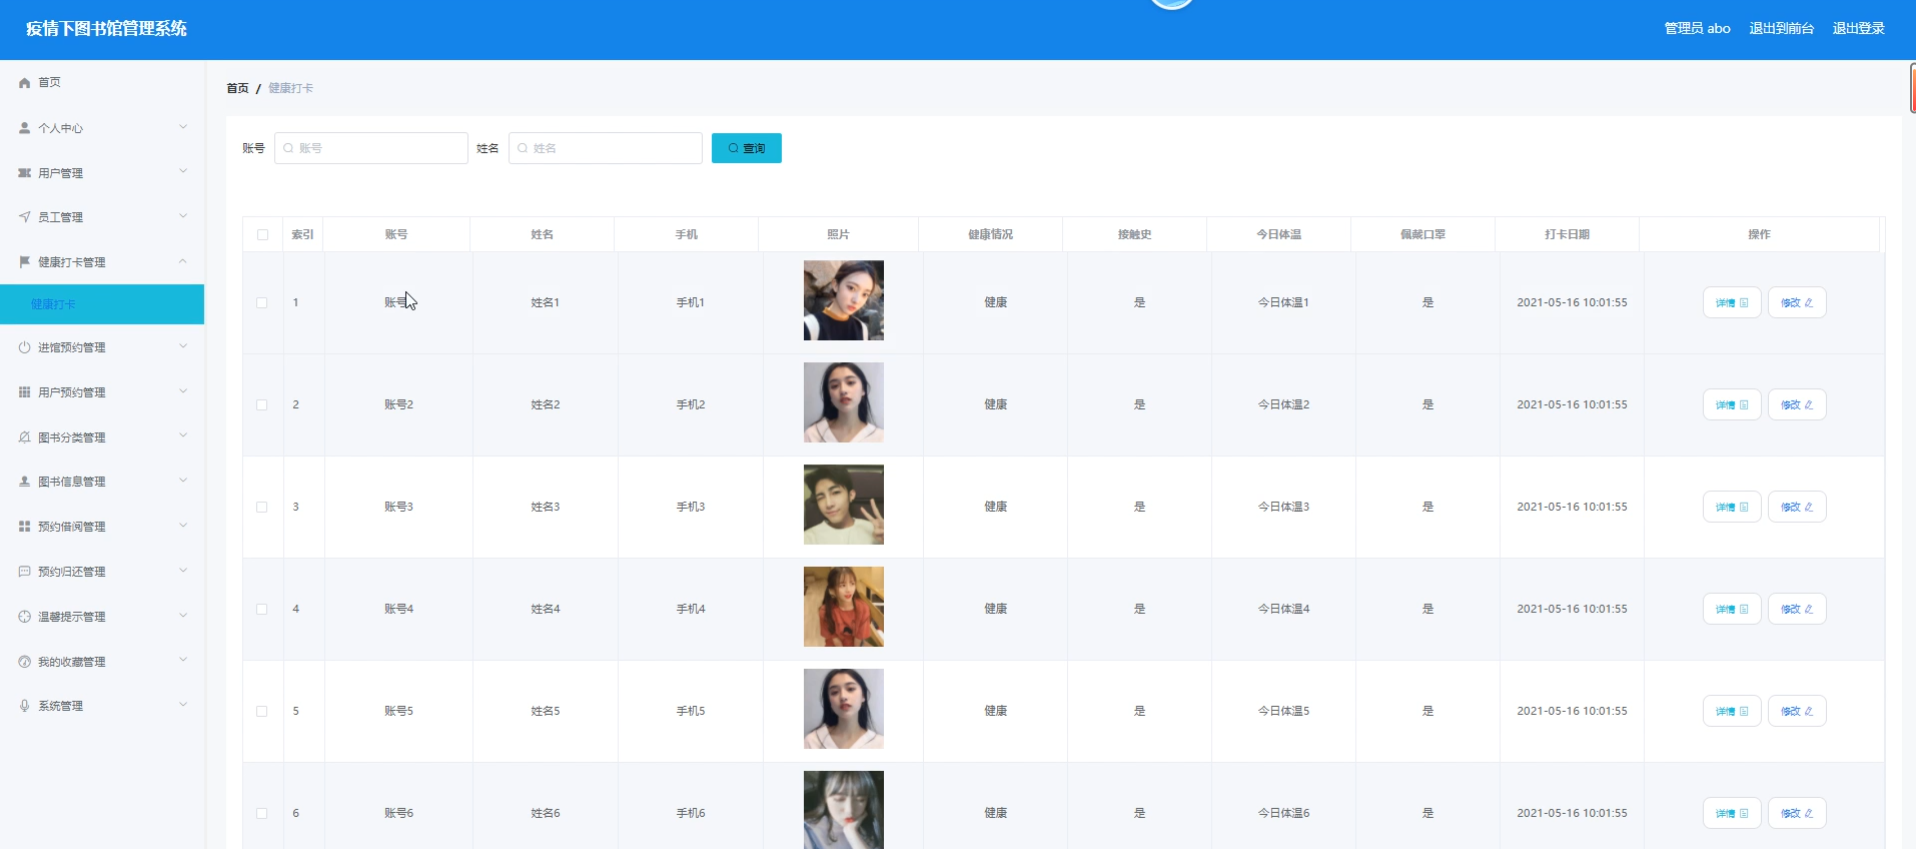 疫情下图书馆管理系统
管理员 abo 退出到前台 退出登录
首页
个人中心
用户管理
员工管理
健康打卡管理
健康打卡
进馆预约管理
用户预约管理
图书分类管理
图书信息管理
预约借阅管理
预约归还管理
温馨提示管理
我的收藏管理
系统管理
首页 / 健康打卡
账号 账号 姓名 姓名 查询
索引 账号 姓名 手机 照片 健康情况 接触史 今日体温 佩戴口罩 打卡日期 操作
1 账号 姓名1 手机1 健康 是 今日体温1 是 2021-05-16 10:01:55 详情 修改
2 账号2 姓名2 手机2 健康 是 今日体温2 是 2021-05-16 10:01:55 详情 修改
3 账号3 姓名3 手机3 健康 是 今日体温3 是 2021-05-16 10:01:55 详情 修改
4 账号4 姓名4 手机4 健康 是 今日体温4 是 2021-05-16 10:01:55 详情 修改
5 账号5 姓名5 手机5 健康 是 今日体温5 是 2021-05-16 10:01:55 详情 修改
6 账号6 姓名6 手机6 健康 是 今日体温6 是 2021-05-16 10:01:55 详情 修改